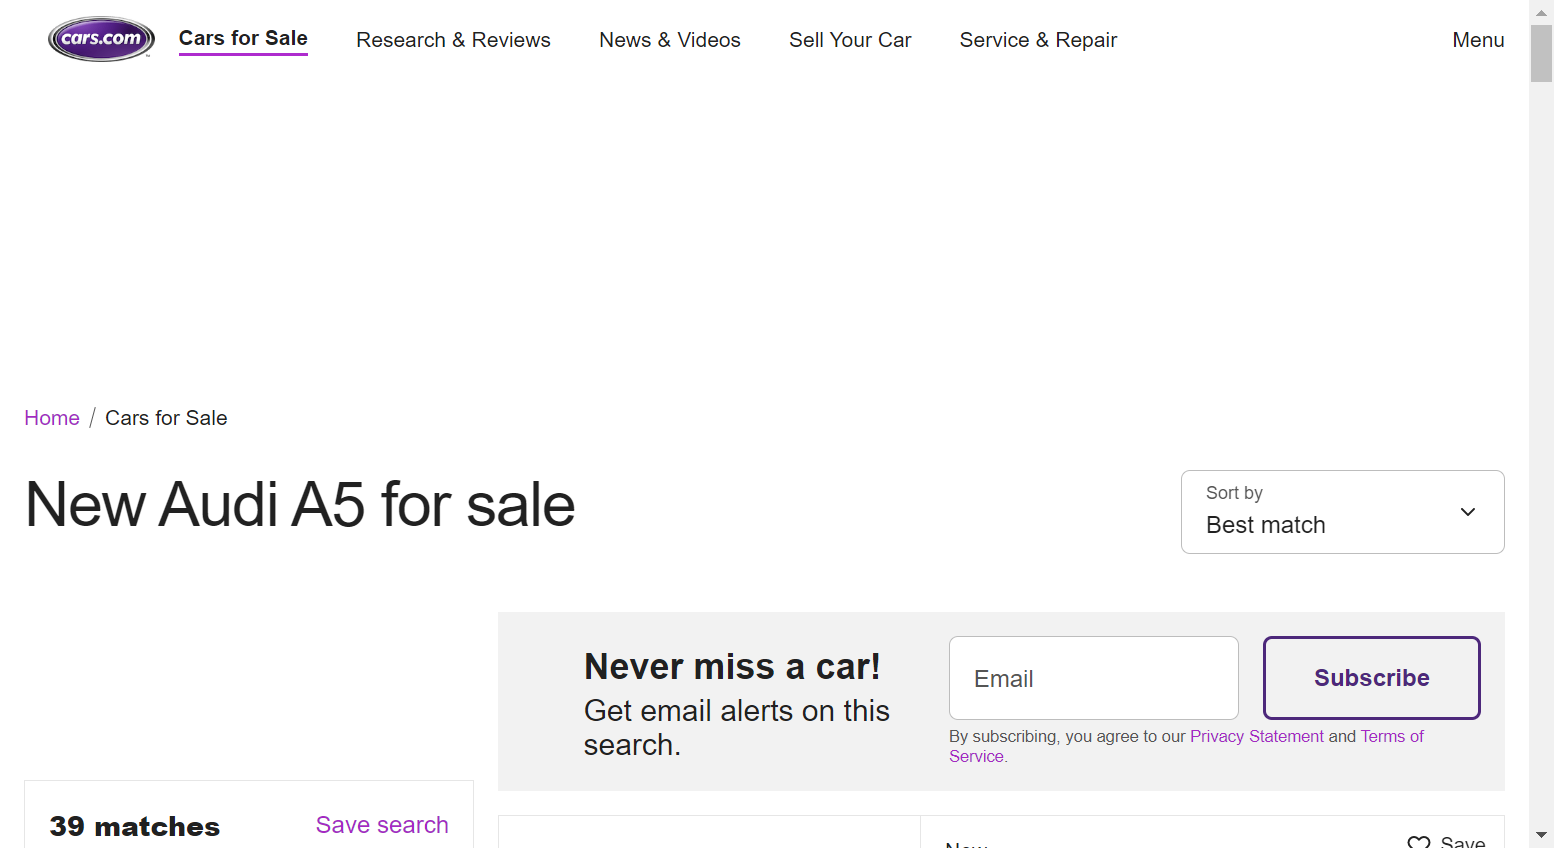 cars.com
Cars for Sale
Research & Reviews
News & Videos
Sell Your Car
Service & Repair
Menu
Home / Cars for Sale
New Audi A5 for sale
Sort by
Best match
Never miss a car!
Get email alerts on this
search.
Email
Subscribe
By subscribing, you agree to our Privacy Statement and Terms of
Service.
39 matches
Save search
New
Save